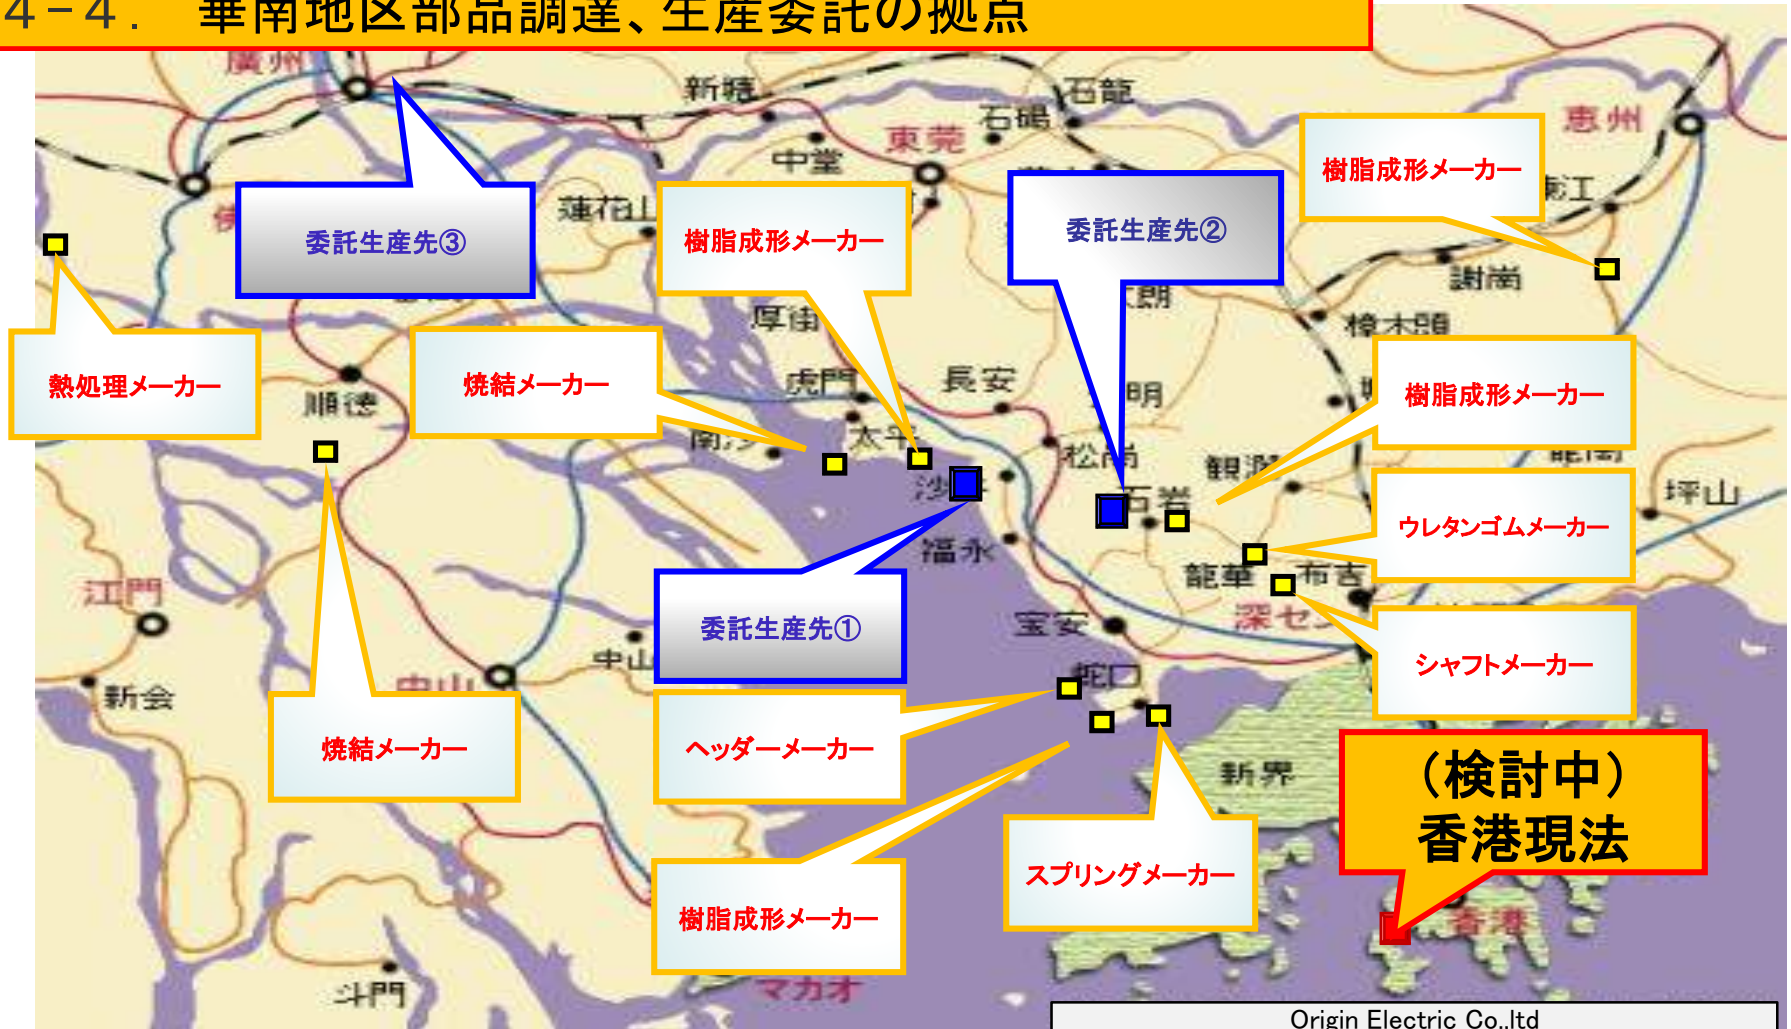 4-4. 華南地区部品調達、生産委託の拠点
廣州
新塘
石龍
石碣
東莞
中堂
惠州
樹脂成形メーカー
蓮花山
委託生産先③
樹脂成形メーカー
委託生産先②
謝崗
厚街
樟木頭
熱処理メーカー
焼結メーカー
虎門
長安
樹脂成形メーカー
順徳
太平
松崗
観瀾
石岩
坪山
ウレタンゴムメーカー
福永
龍華
布吉
江門
委託生産先①
宝安
深セン
シャフトメーカー
中山
蛇口
新会
中山
焼結メーカー
ヘッダーメーカー
新界
(検討中)
香港現法
樹脂成形メーカー
スプリングメーカー
香港
斗門
マカオ
Origin Electric Co.,ltd